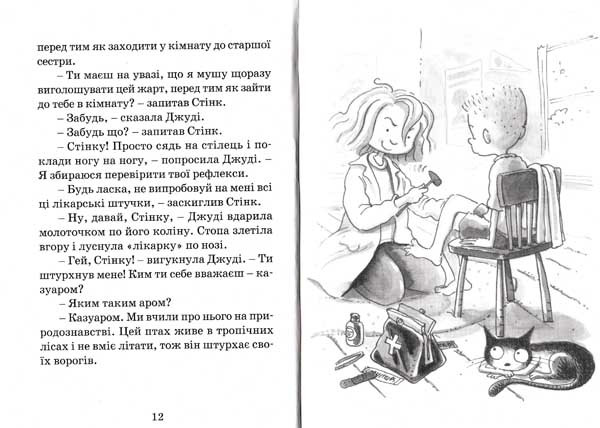 перед тим як заходити у кімнату до старшої
сестри.
– Ти маєш на увазі, що я мушу щоразу
виголошувати цей жарт, перед тим як зайти
до тебе в кімнату? – запитав Стінк.
– Забудь, – сказала Джуді.
– Забудь що? – запитав Стінк.
– Стінку! Просто сядь на стілець і по-
клади ногу на ногу, – попросила Джуді. –
Я збираюся перевірити твої рефлекси.
– Будь ласка, не випробовуй на мені всі
ці лікарські штучки, – заскиглив Стінк.
– Ну, давай, Стінку, – Джуді вдарила
молоточком по його коліну. Стопа злетіла
вгору і луснула «лікарку» по нозі.
– Гей, Стінку! – вигукнула Джуді. – Ти
штурхнув мене! Ким ти себе вважаєш – ка-
зуаром?
– Яким таким аром?
– Казуаром. Ми вчили про нього на при-
родознавстві. Цей птах живе в тропічних
лісах і не вміє літати, тож він штурхає сво-
їх ворогів.
12